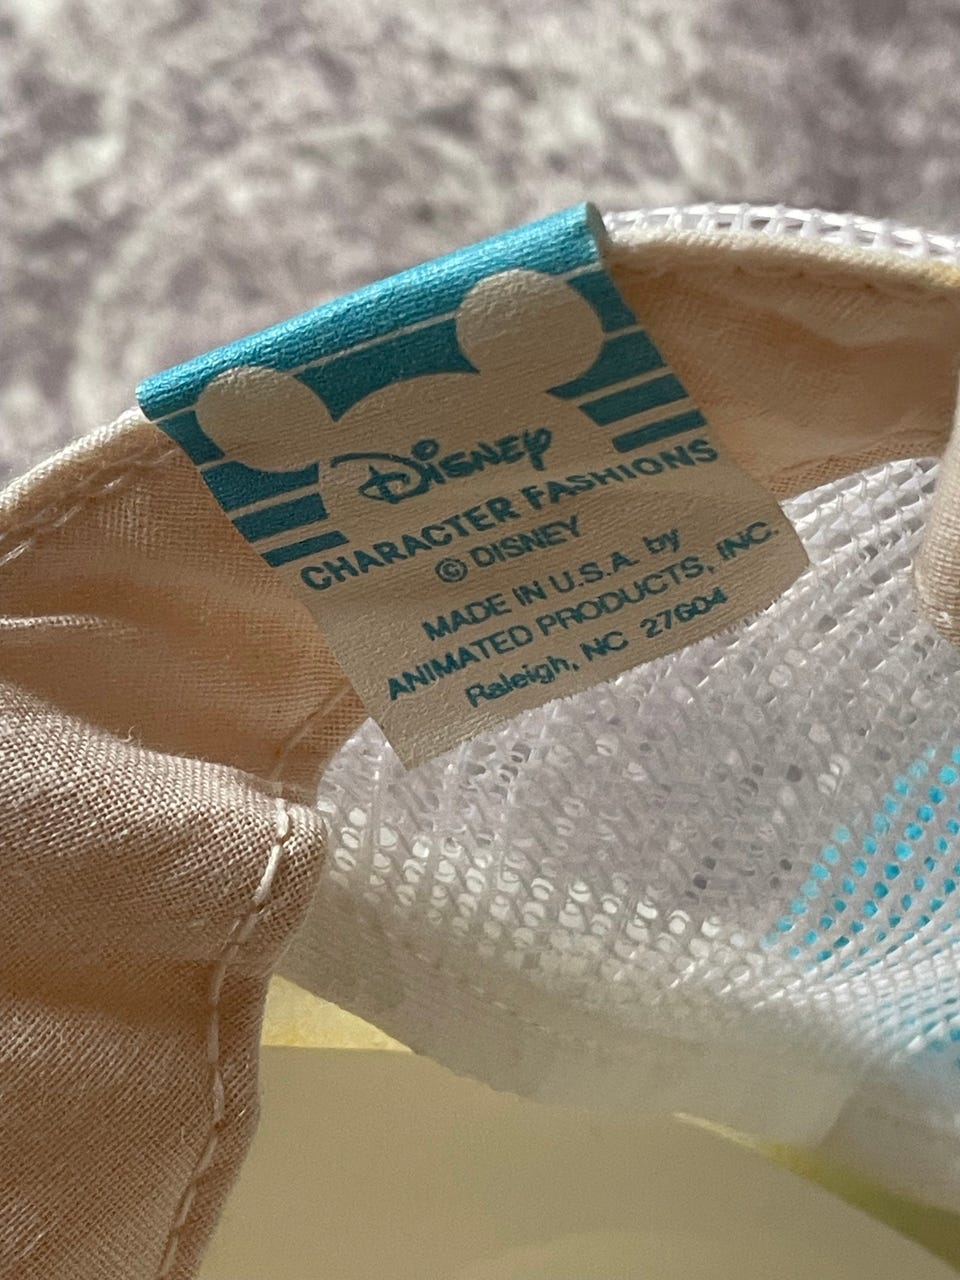 Disney
CHARACTER FASHIONS
© DISNEY
MADE IN U.S.A. by
ANIMATED PRODUCTS, INC.
Raleigh, NC 27604